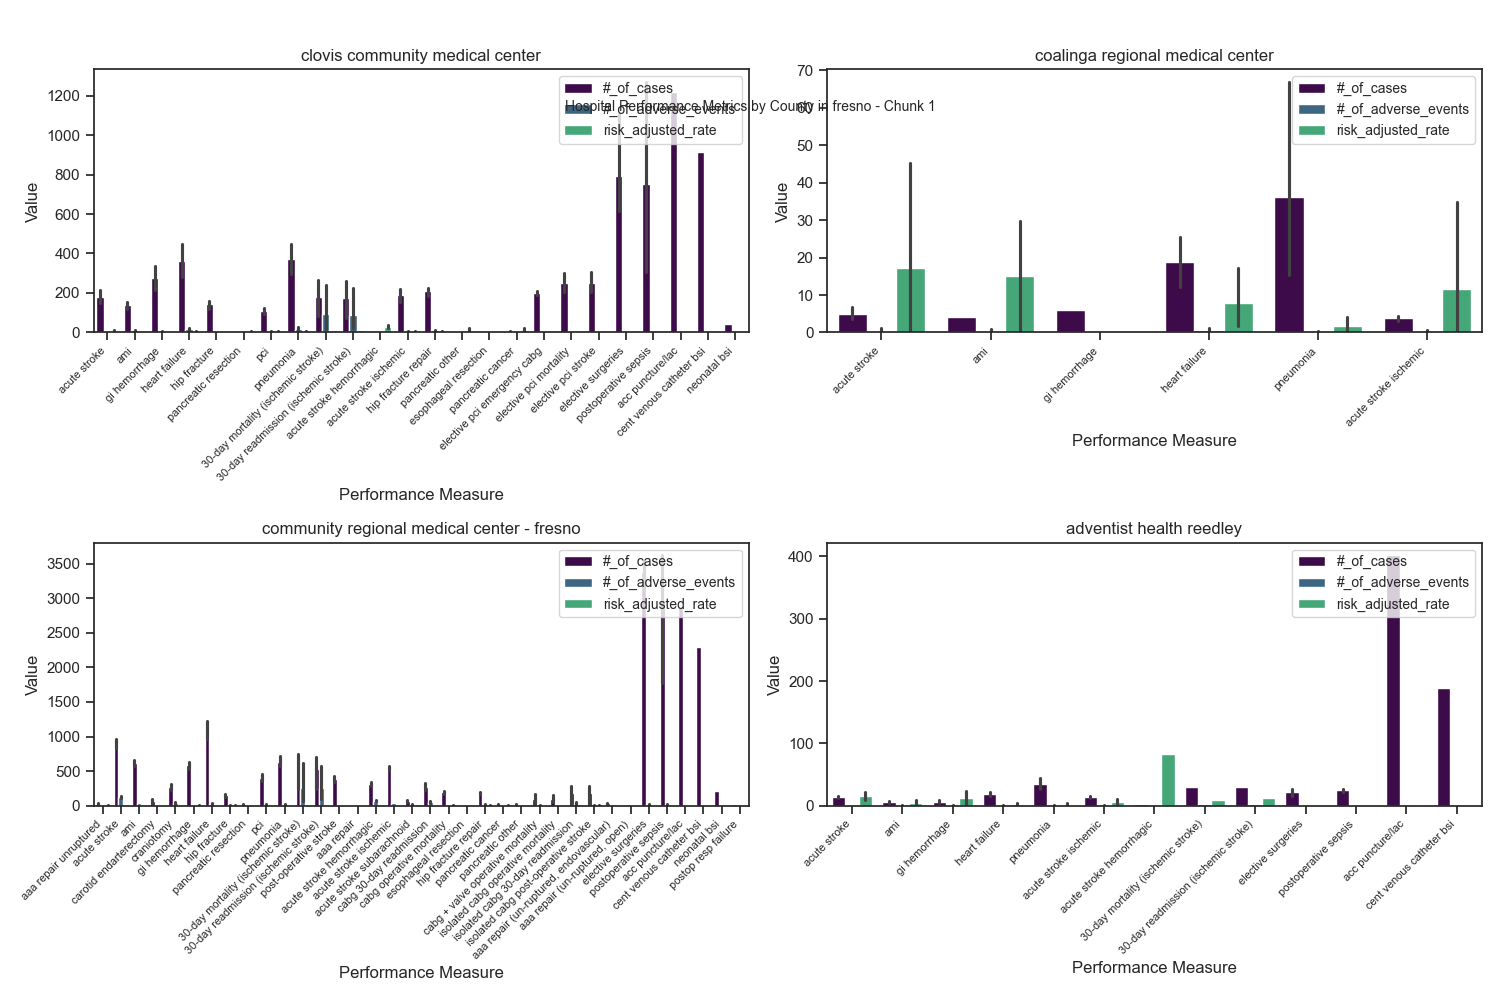 clovis community medical center
1200
1000
800
600
400
200
0
Value
#_of_cases
#_of_adverse_events
risk_adjusted_rate
Hospital Performance Metrics by County in fresno - Chunk 1
acute stroke
ami
gi hemorrhage
heart failure
hip fracture
pancreatic resection
pci
pneumonia
30-day mortality (ischemic stroke)
30-day readmission (ischemic stroke)
acute stroke hemorrhagic
acute stroke ischemic
hip fracture repair
pancreatic other
esophageal resection
pancreatic cancer
elective pci emergency cabg
elective pci mortality
elective pci stroke
elective surgeries
postoperative sepsis
acc puncture/lac
cent venous catheter bsi
neonatal bsi
Performance Measure
coalinga regional medical center
70
60
50
40
30
20
10
0
Value
#_of_cases
#_of_adverse_events
risk_adjusted_rate
acute stroke
ami
gi hemorrhage
heart failure
pneumonia
acute stroke ischemic
Performance Measure
community regional medical center - fresno
3500
3000
2500
2000
1500
1000
500
0
Value
#_of_cases
#_of_adverse_events
risk_adjusted_rate
aaa repair unruptured
acute stroke
ami
carotid endarterectomy
craniotomy
gi hemorrhage
heart failure
hip fracture
pancreatic resection
pci
pneumonia
30-day mortality (ischemic stroke)
30-day readmission (ischemic stroke)
post-operative stroke
aaa repair
acute stroke hemorrhagic
acute stroke ischemic
acute stroke subarachnoid
cabg 30-day readmission
cabg operative mortality
esophageal resection
hip fracture repair
pancreatic cancer
pancreatic other
cabg + valve operative mortality
isolated cabg operative mortality
isolated cabg 30-day readmission
isolated cabg post-operative stroke
aaa repair (un-ruptured, endovascular)
aaa repair (un-ruptured, open)
elective surgeries
postoperative sepsis
acc puncture/lac
cent venous catheter bsi
neonatal bsi
postop resp failure
Performance Measure
adventist health reedley
400
300
200
100
0
Value
#_of_cases
#_of_adverse_events
risk_adjusted_rate
acute stroke
ami
gi hemorrhage
heart failure
pneumonia
acute stroke ischemic
acute stroke hemorrhagic
30-day mortality (ischemic stroke)
30-day readmission (ischemic stroke)
elective surgeries
postoperative sepsis
acc puncture/lac
cent venous catheter bsi
Performance Measure